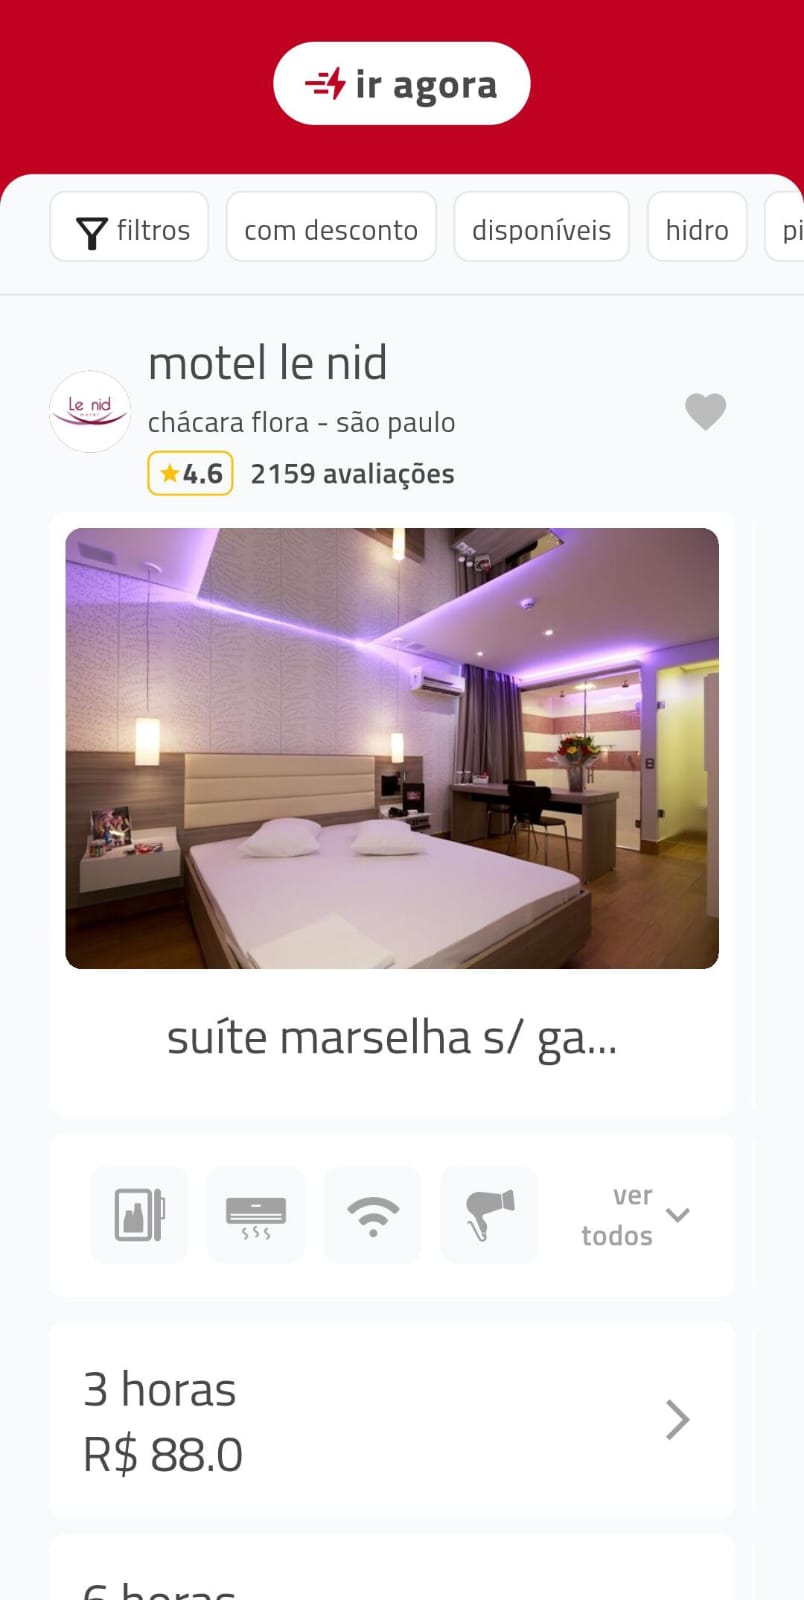 ir agora
filtros
com desconto
disponíveis
hidro
pi
motel le nid
Le nid
motel
chácara flora - são paulo
4.6 2159 avaliações
suíte marselha s/ ga...
ver
todos
3 horas
R$ 88.0
6 horas